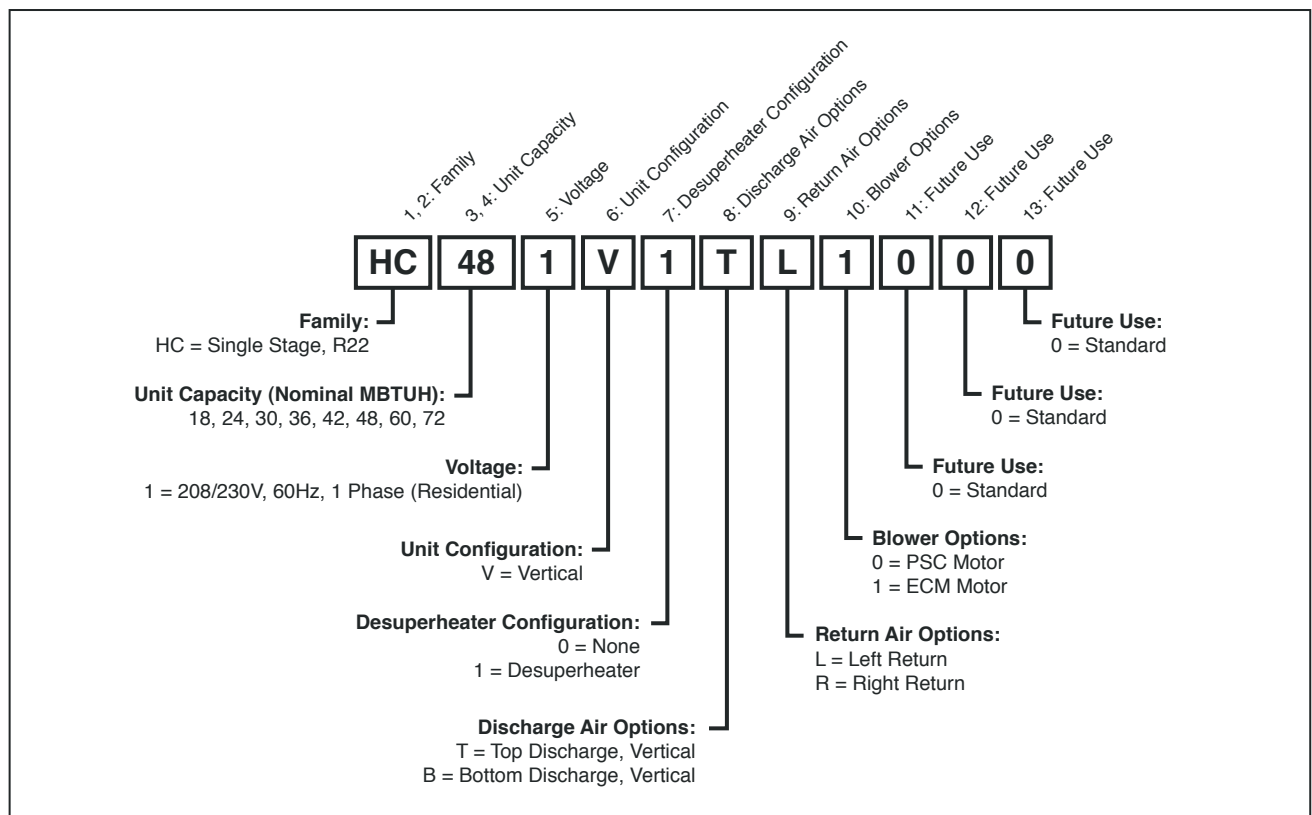 1, 2: Family
3, 4: Unit Capacity
5: Voltage
6: Unit Configuration
7: Desuperheater Configuration
8: Discharge Air Options
9: Return Air Options
10: Blower Options
11: Future Use
12: Future Use
13: Future Use
HC 48 1 V 1 T L 1 0 0 0
Family:
HC = Single Stage, R22
Unit Capacity (Nominal MBTUH):
18, 24, 30, 36, 42, 48, 60, 72
Voltage:
1 = 208/230V, 60Hz, 1 Phase (Residential)
Unit Configuration:
V = Vertical
Desuperheater Configuration:
0 = None
1 = Desuperheater
Discharge Air Options:
T = Top Discharge, Vertical
B = Bottom Discharge, Vertical
Future Use:
0 = Standard
Future Use:
0 = Standard
Future Use:
0 = Standard
Blower Options:
0 = PSC Motor
1 = ECM Motor
Return Air Options:
L = Left Return
R = Right Return